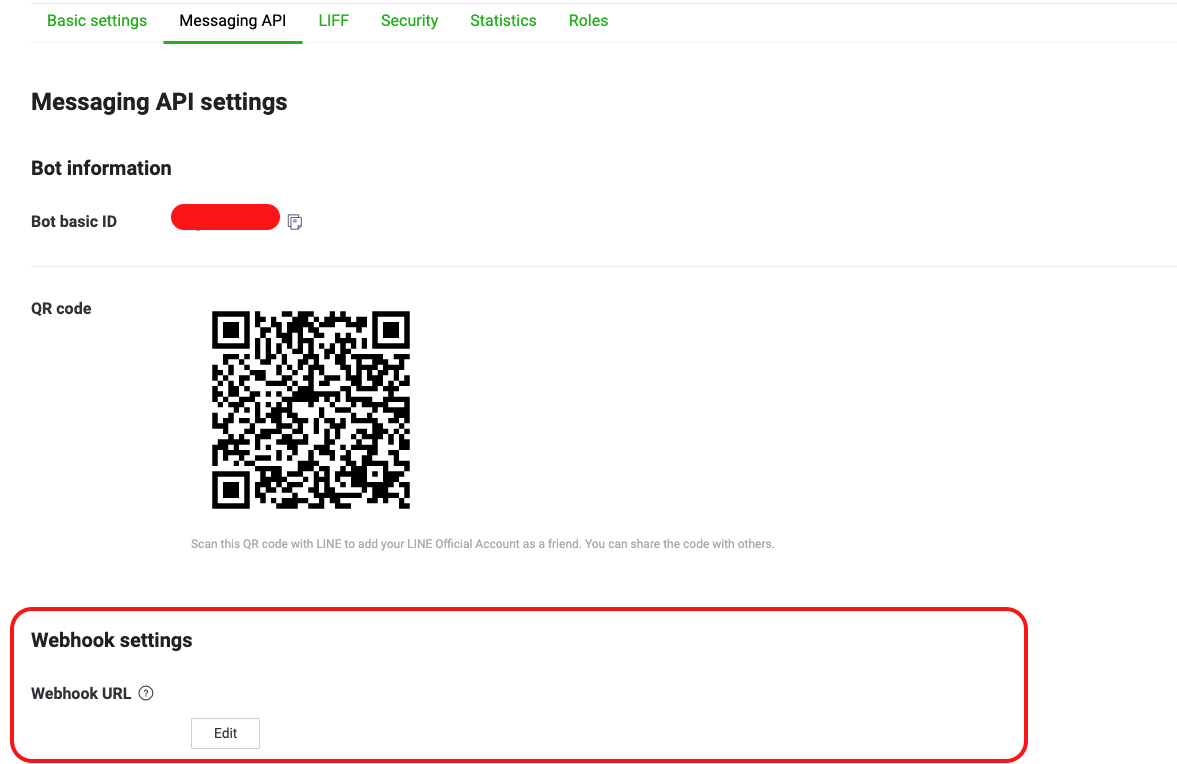 Basic settings Messaging API LIFF Security Statistics Roles
Messaging API settings
Bot information
Bot basic ID
QR code
Scan this QR code with LINE to add your LINE Official Account as a friend. You can share the code with others.
Webhook settings
Webhook URL ?
Edit